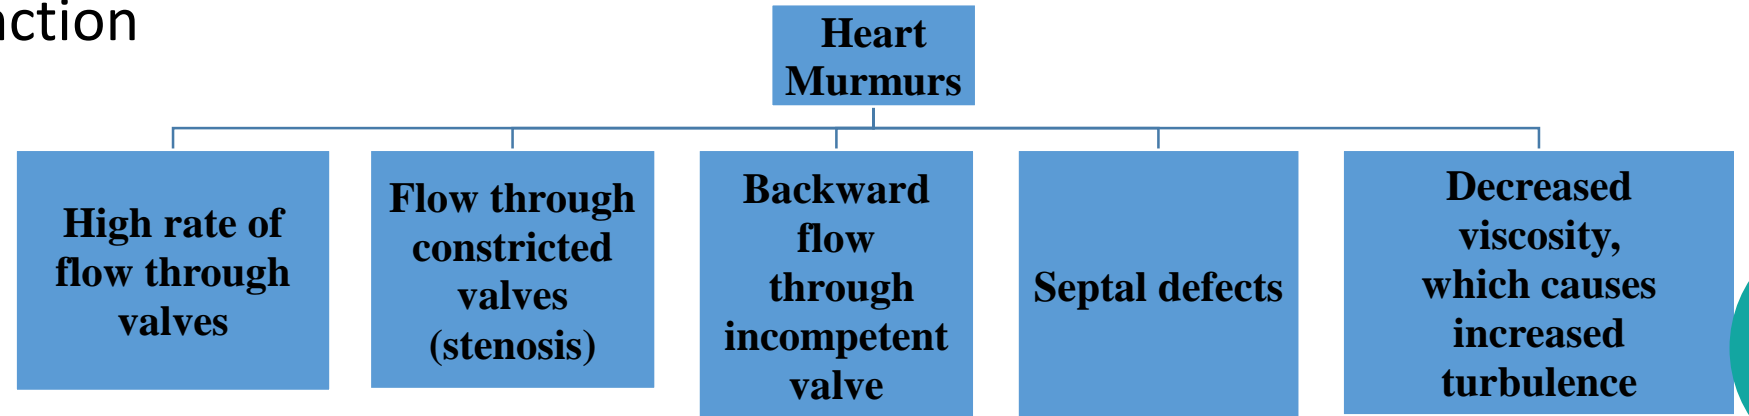 nction
Heart
Murmurs
High rate of
flow through
valves
Flow through
constricted
valves
(stenosis)
Backward
flow
through
incompetent
valve
Septal defects
Decreased
viscosity,
which causes
increased
turbulence